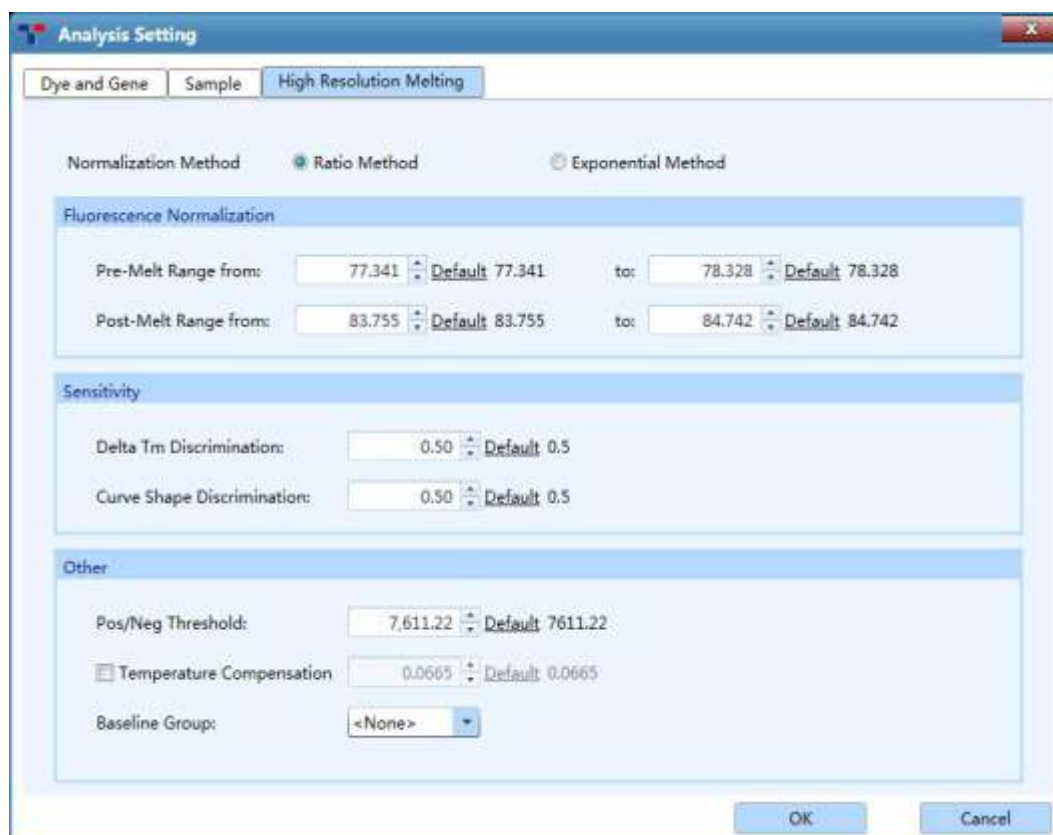 Analysis Setting
x
Dye and Gene Sample High Resolution Melting
Normalization Method Ratio Method Exponential Method
Fluorescence Normalization
Pre-Melt Range from: 77.341 Default 77.341 to: 78.328 Default 78.328
Post-Melt Range from: 83.755 Default 83.755 to: 84.742 Default 84.742
Sensitivity
Delta Tm Discrimination: 0.50 Default 0.5
Curve Shape Discrimination: 0.50 Default 0.5
Other
Pos/Neg Threshold: 7,611.22 Default 7611.22
Temperature Compensation 0.0665 Default 0.0665
Baseline Group: <None>
OK Cancel